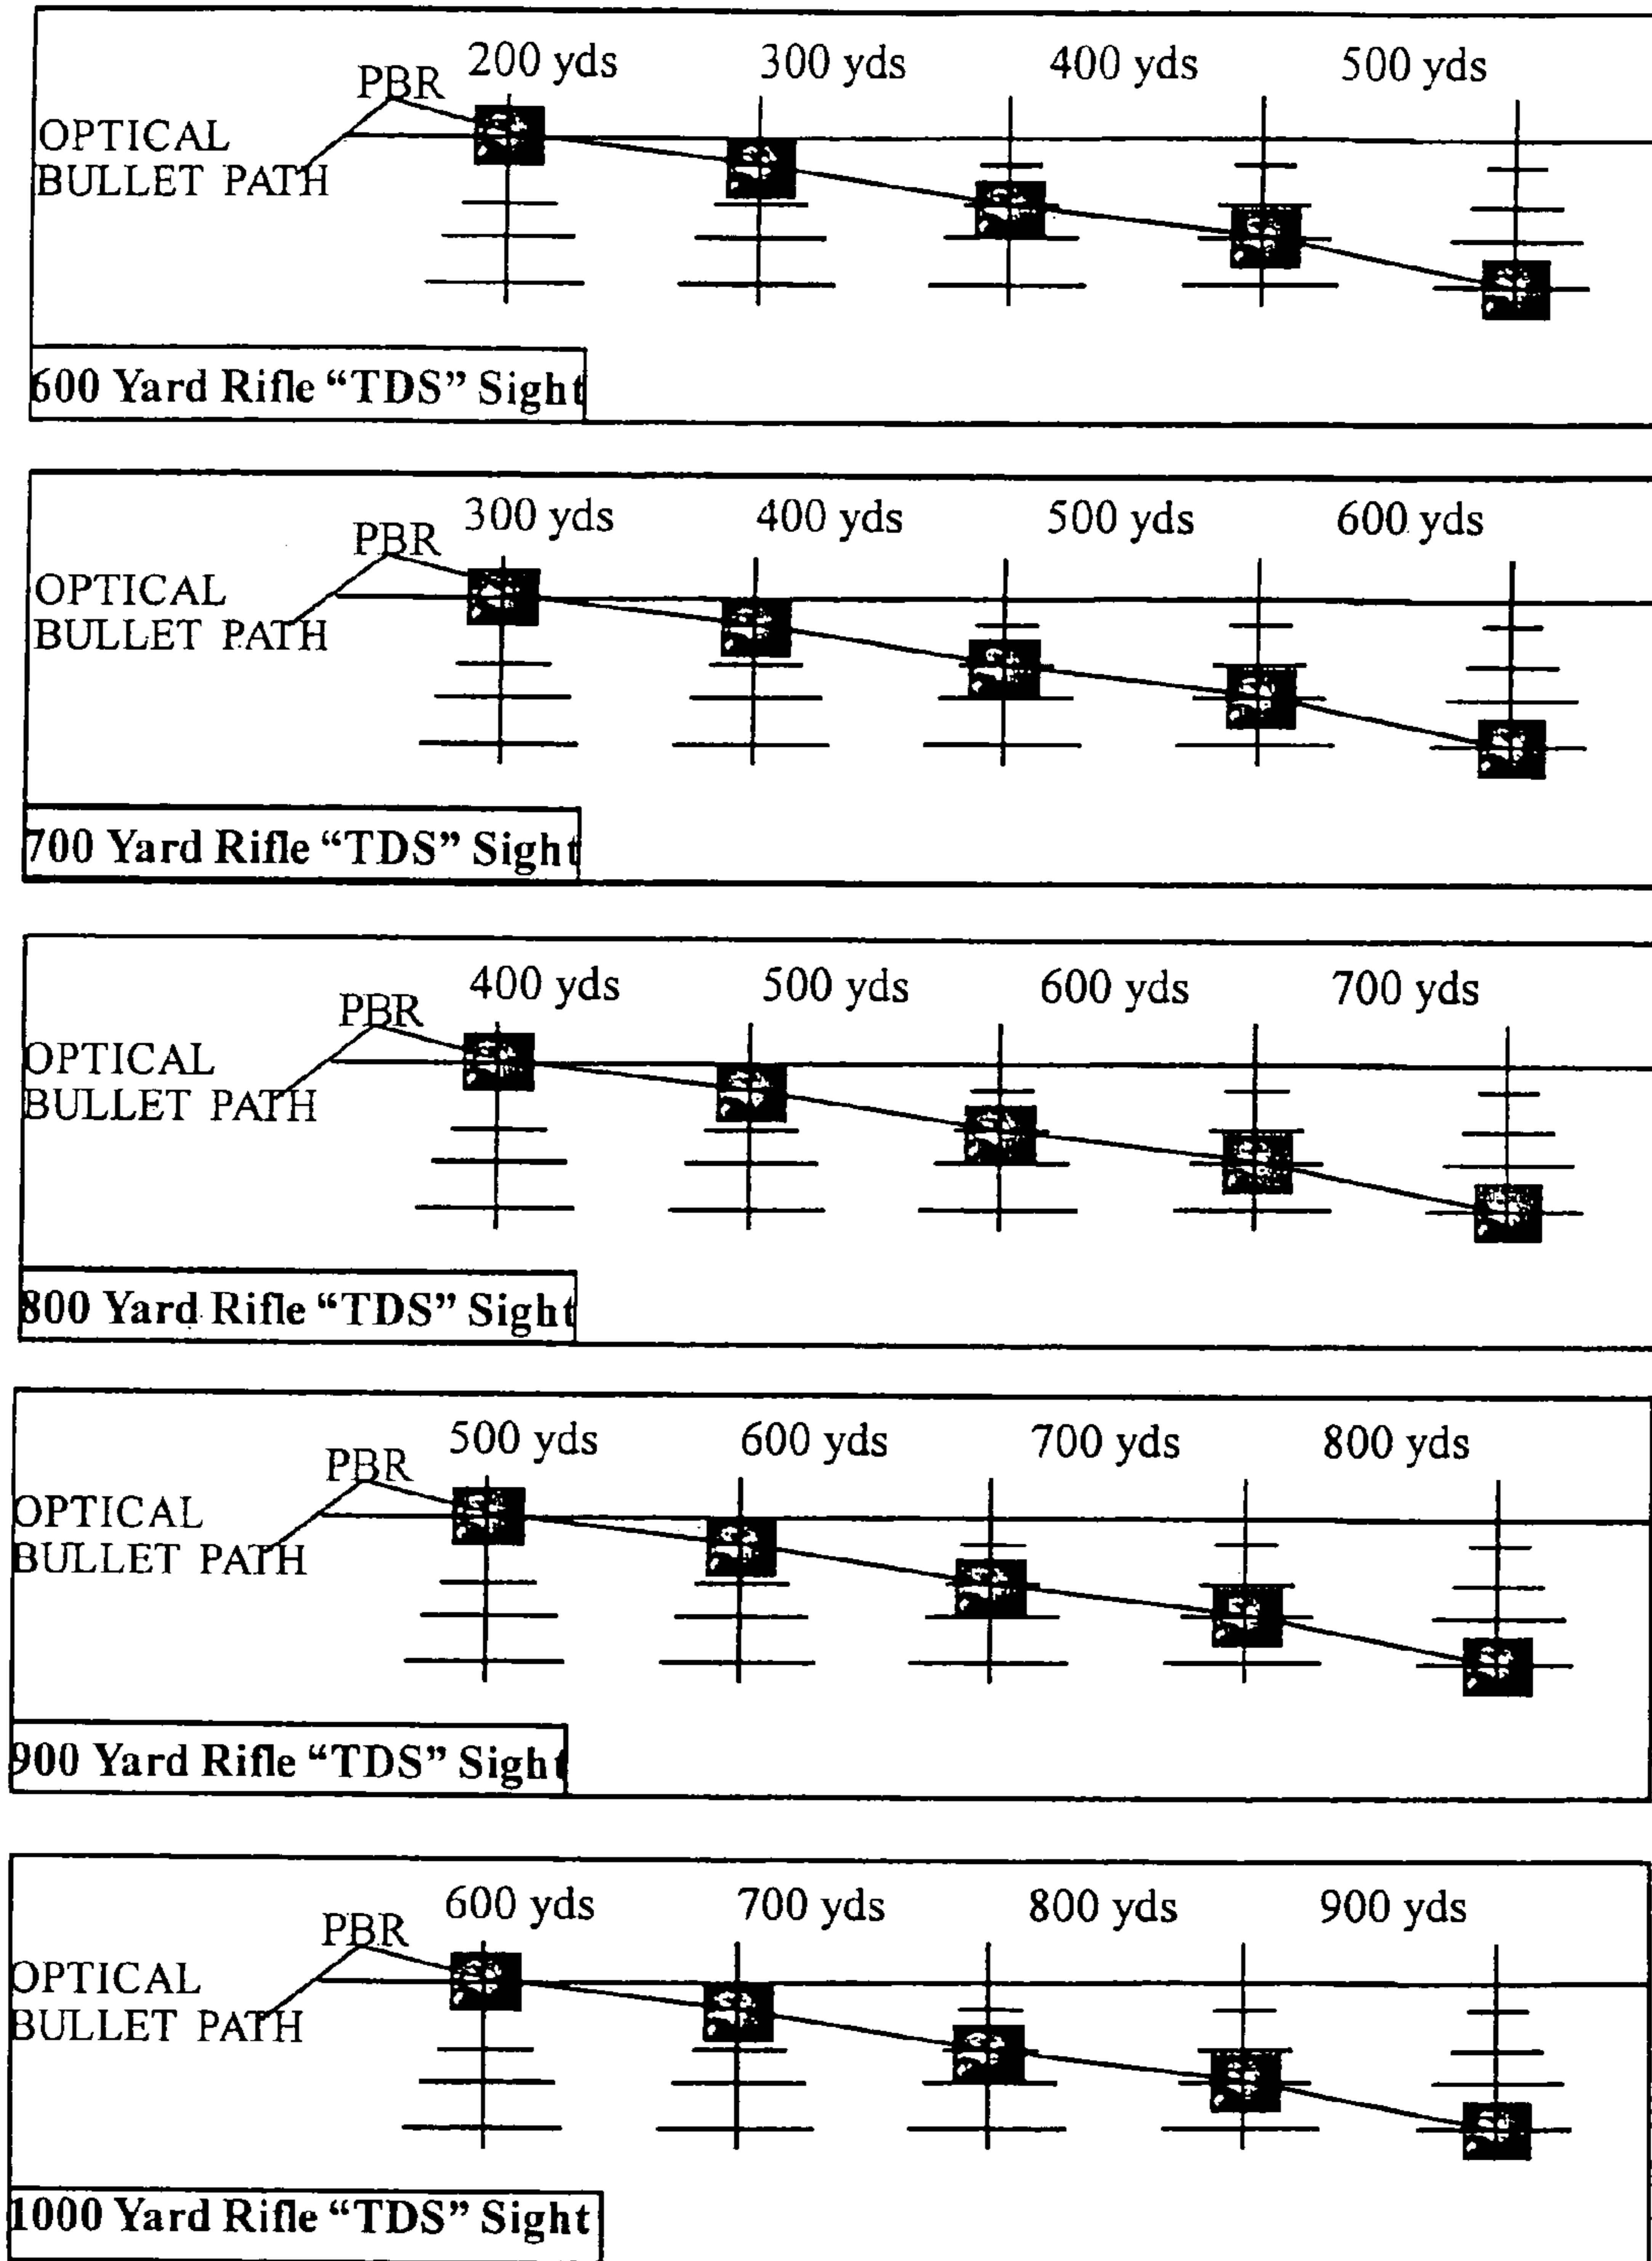 200 yds 300 yds 400 yds 500 yds
PBR
OPTICAL
BULLET PATH
600 Yard Rifle “TDS” Sight
300 yds 400 yds 500 yds 600 yds
PBR
OPTICAL
BULLET PATH
700 Yard Rifle “TDS” Sight
400 yds 500 yds 600 yds 700 yds
PBR
OPTICAL
BULLET PATH
800 Yard Rifle “TDS” Sight
500 yds 600 yds 700 yds 800 yds
PBR
OPTICAL
BULLET PATH
900 Yard Rifle “TDS” Sight
600 yds 700 yds 800 yds 900 yds
PBR
OPTICAL
BULLET PATH
1000 Yard Rifle “TDS” Sight